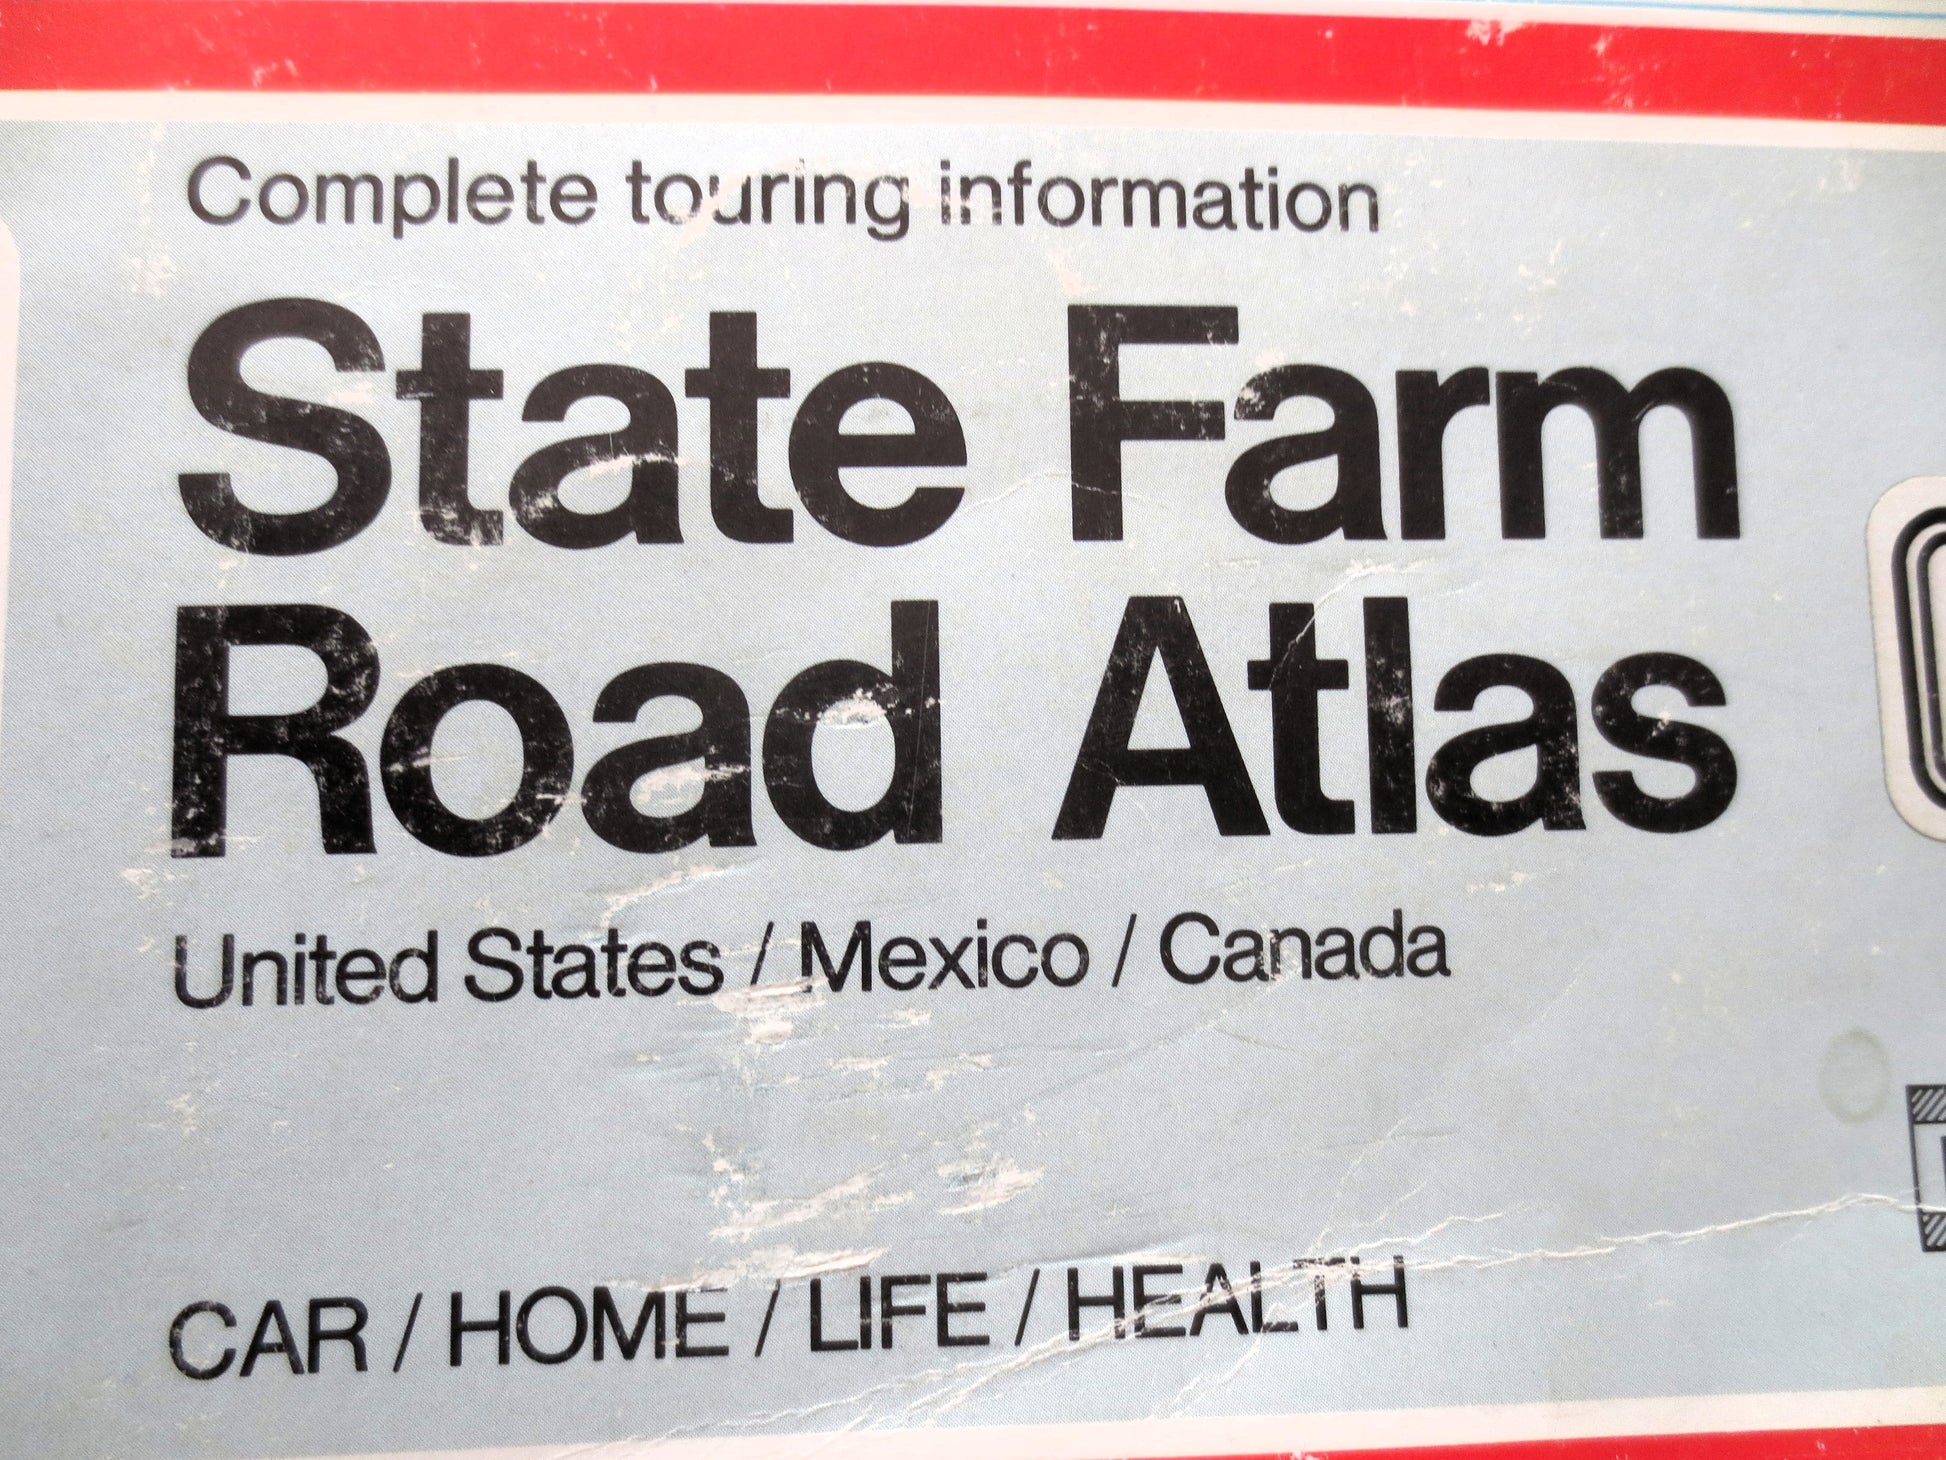 Complete touring information
State Farm
Road Atlas
United States / Mexico / Canada
CAR / HOME / LIFE / HEALTH